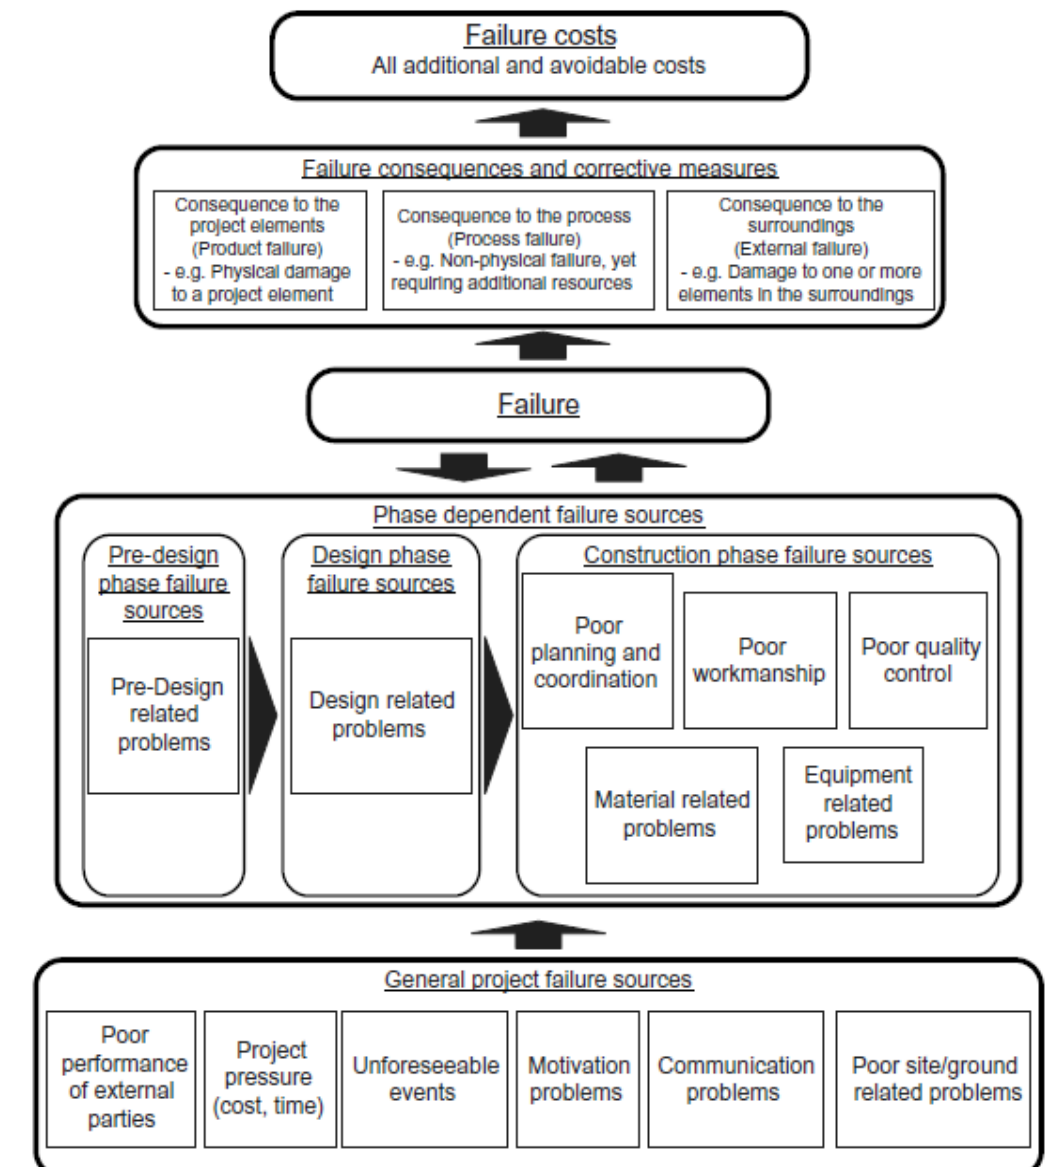 Failure costs
All additional and avoidable costs
Failure consequences and corrective measures
Consequence to the
project elements
(Product failure)
- e.g. Physical damage
to a project element
Consequence to the process
(Process failure)
- e.g. Non-physical failure, yet
requiring additional resources
Consequence to the
surroundings
(External failure)
- e.g. Damage to one or more
elements in the surroundings
Failure
Phase dependent failure sources
Pre-design
phase failure
sources
Pre-Design
related
problems
Design phase
failure sources
Design related
problems
Construction phase failure sources
Poor
planning and
coordination
Poor
workmanship
Poor quality
control
Material related
problems
Equipment
related
problems
General project failure sources
Poor
performance
of external
parties
Project
pressure
(cost, time)
Unforeseeable
events
Motivation
problems
Communication
problems
Poor site/ground
related problems